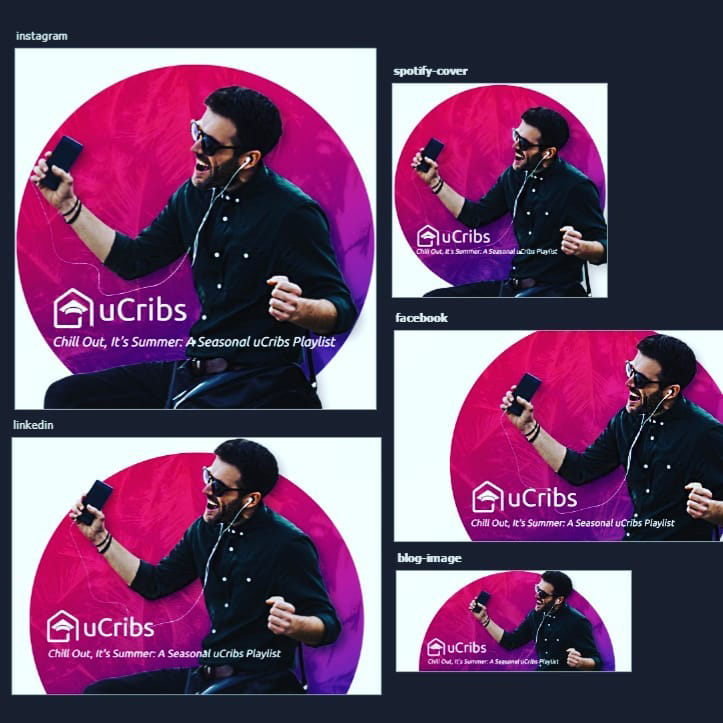 instagram
uCribs
Chill Out, It's Summer: A Seasonal uCribs Playlist
spotify-cover
uCribs
Chill Out, It's Summer: A Seasonal uCribs Playlist
facebook
uCribs
Chill Out, It's Summer: A Seasonal uCribs Playlist
linkedin
uCribs
Chill Out, It's Summer: A Seasonal uCribs Playlist
blog-image
uCribs
Chill Out, It's Summer: A Seasonal uCribs Playlist